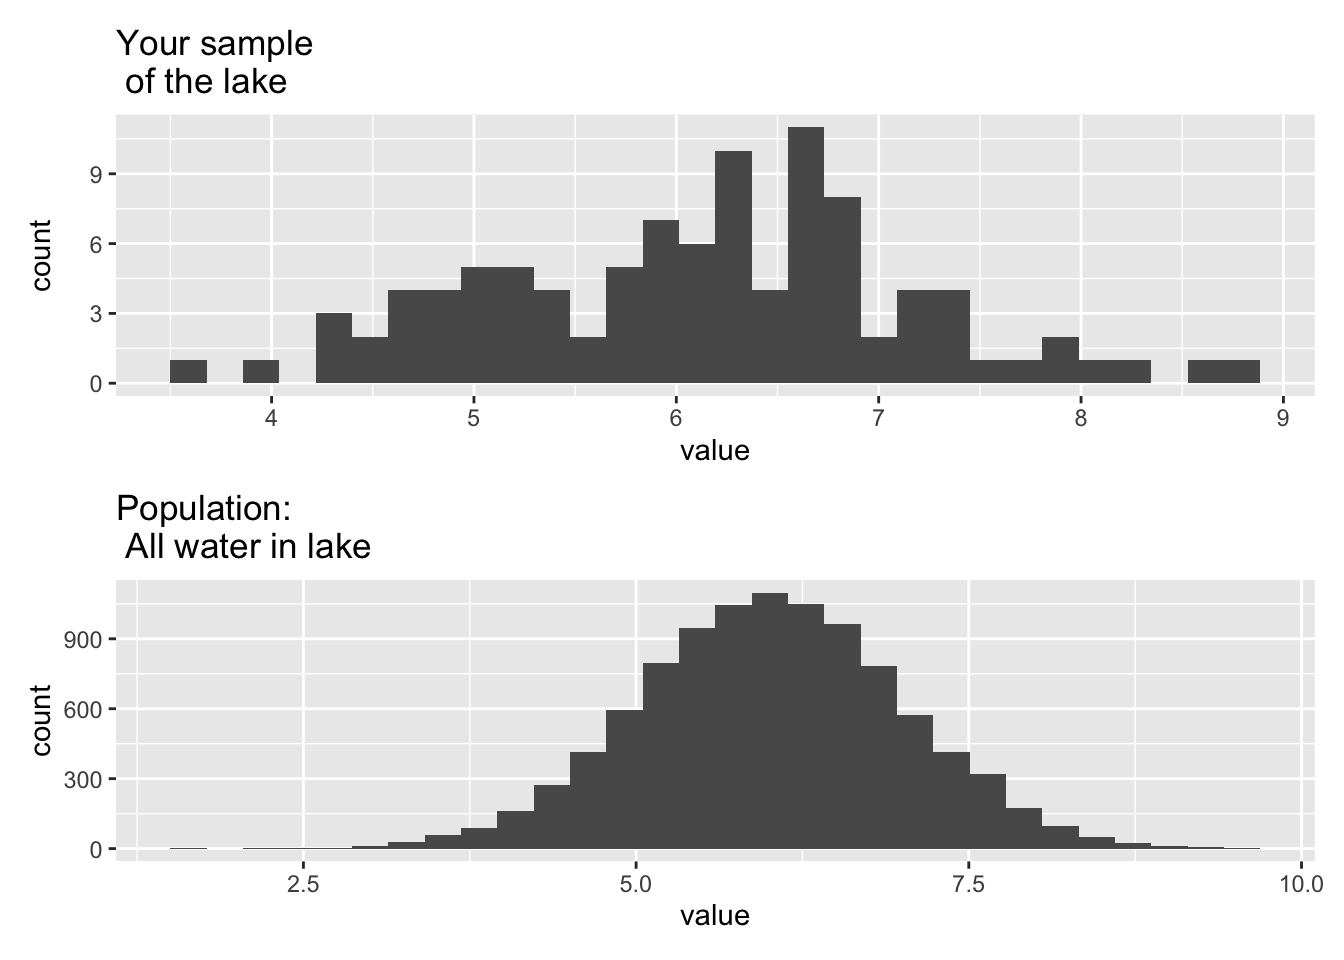 Your sample
of the lake
9
6
3
0
count
4 5 6 7 8 9
value
Population:
All water in lake
900
600
300
0
count
2.5 5.0 7.5 10.0
value